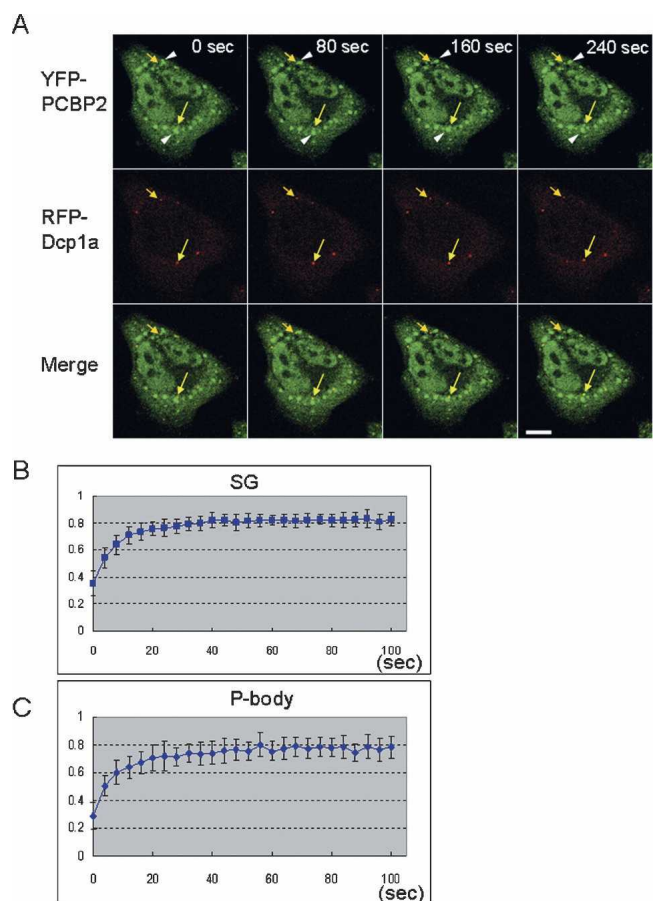 A
0 sec 80 sec 160 sec 240 sec
YFP-
PCBP2
RFP-
Dcp1a
Merge
B
SG
1
0.8
0.6
0.4
0.2
0
0 20 40 60 80 100
(sec)
C
P-body
1
0.8
0.6
0.4
0.2
0
0 20 40 60 80 100
(sec)